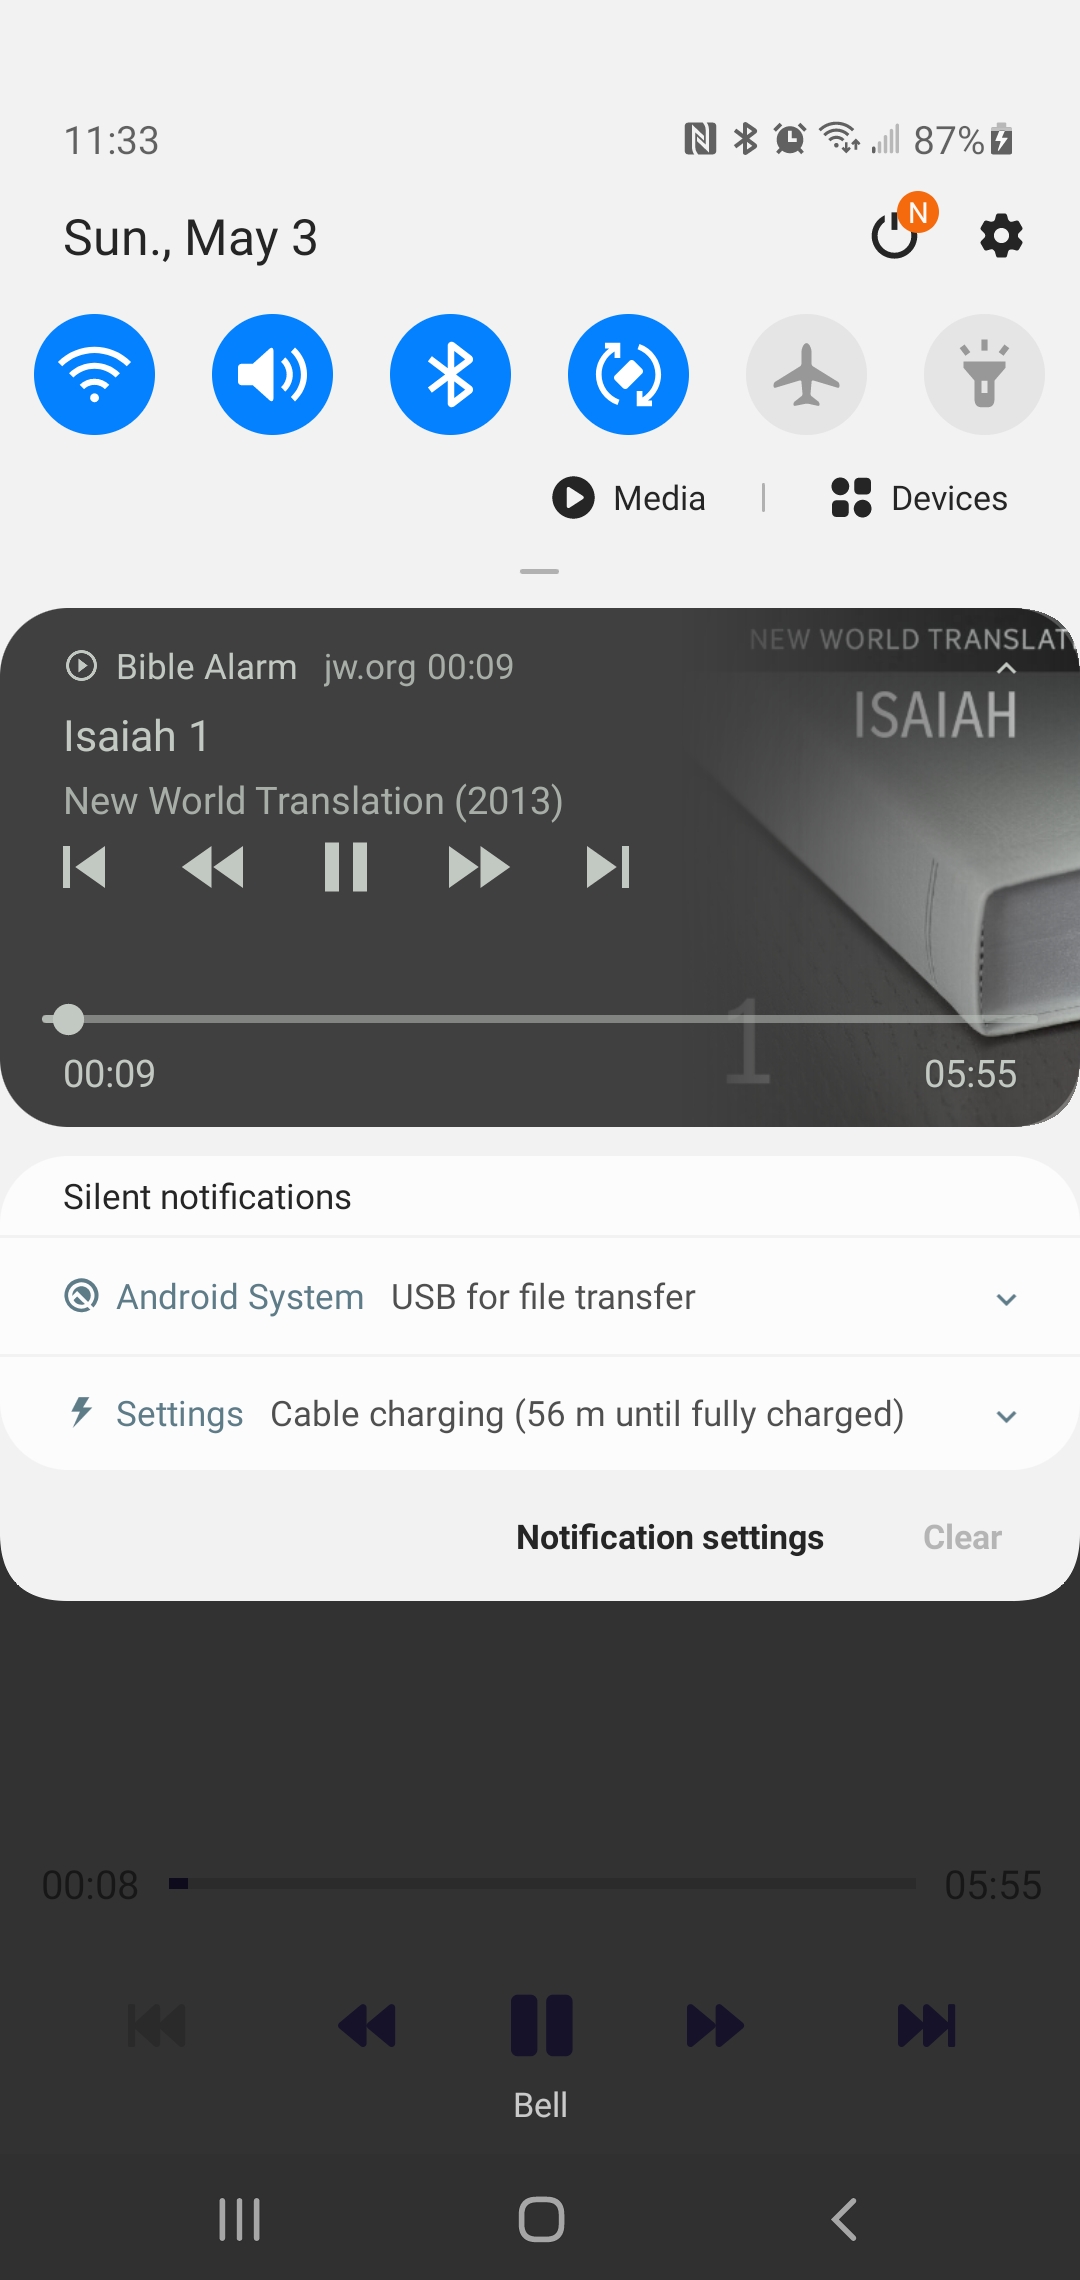 11:33 87%
Sun., May 3 N
Media | Devices
NEW WORLD TRANSLAT
Bible Alarm jw.org 00:09
ISAIAH
Isaiah 1
New World Translation (2013)
1
00:09 05:55
Silent notifications
Android System USB for file transfer
Settings Cable charging (56 m until fully charged)
Notification settings Clear
00:08 05:55
Bell